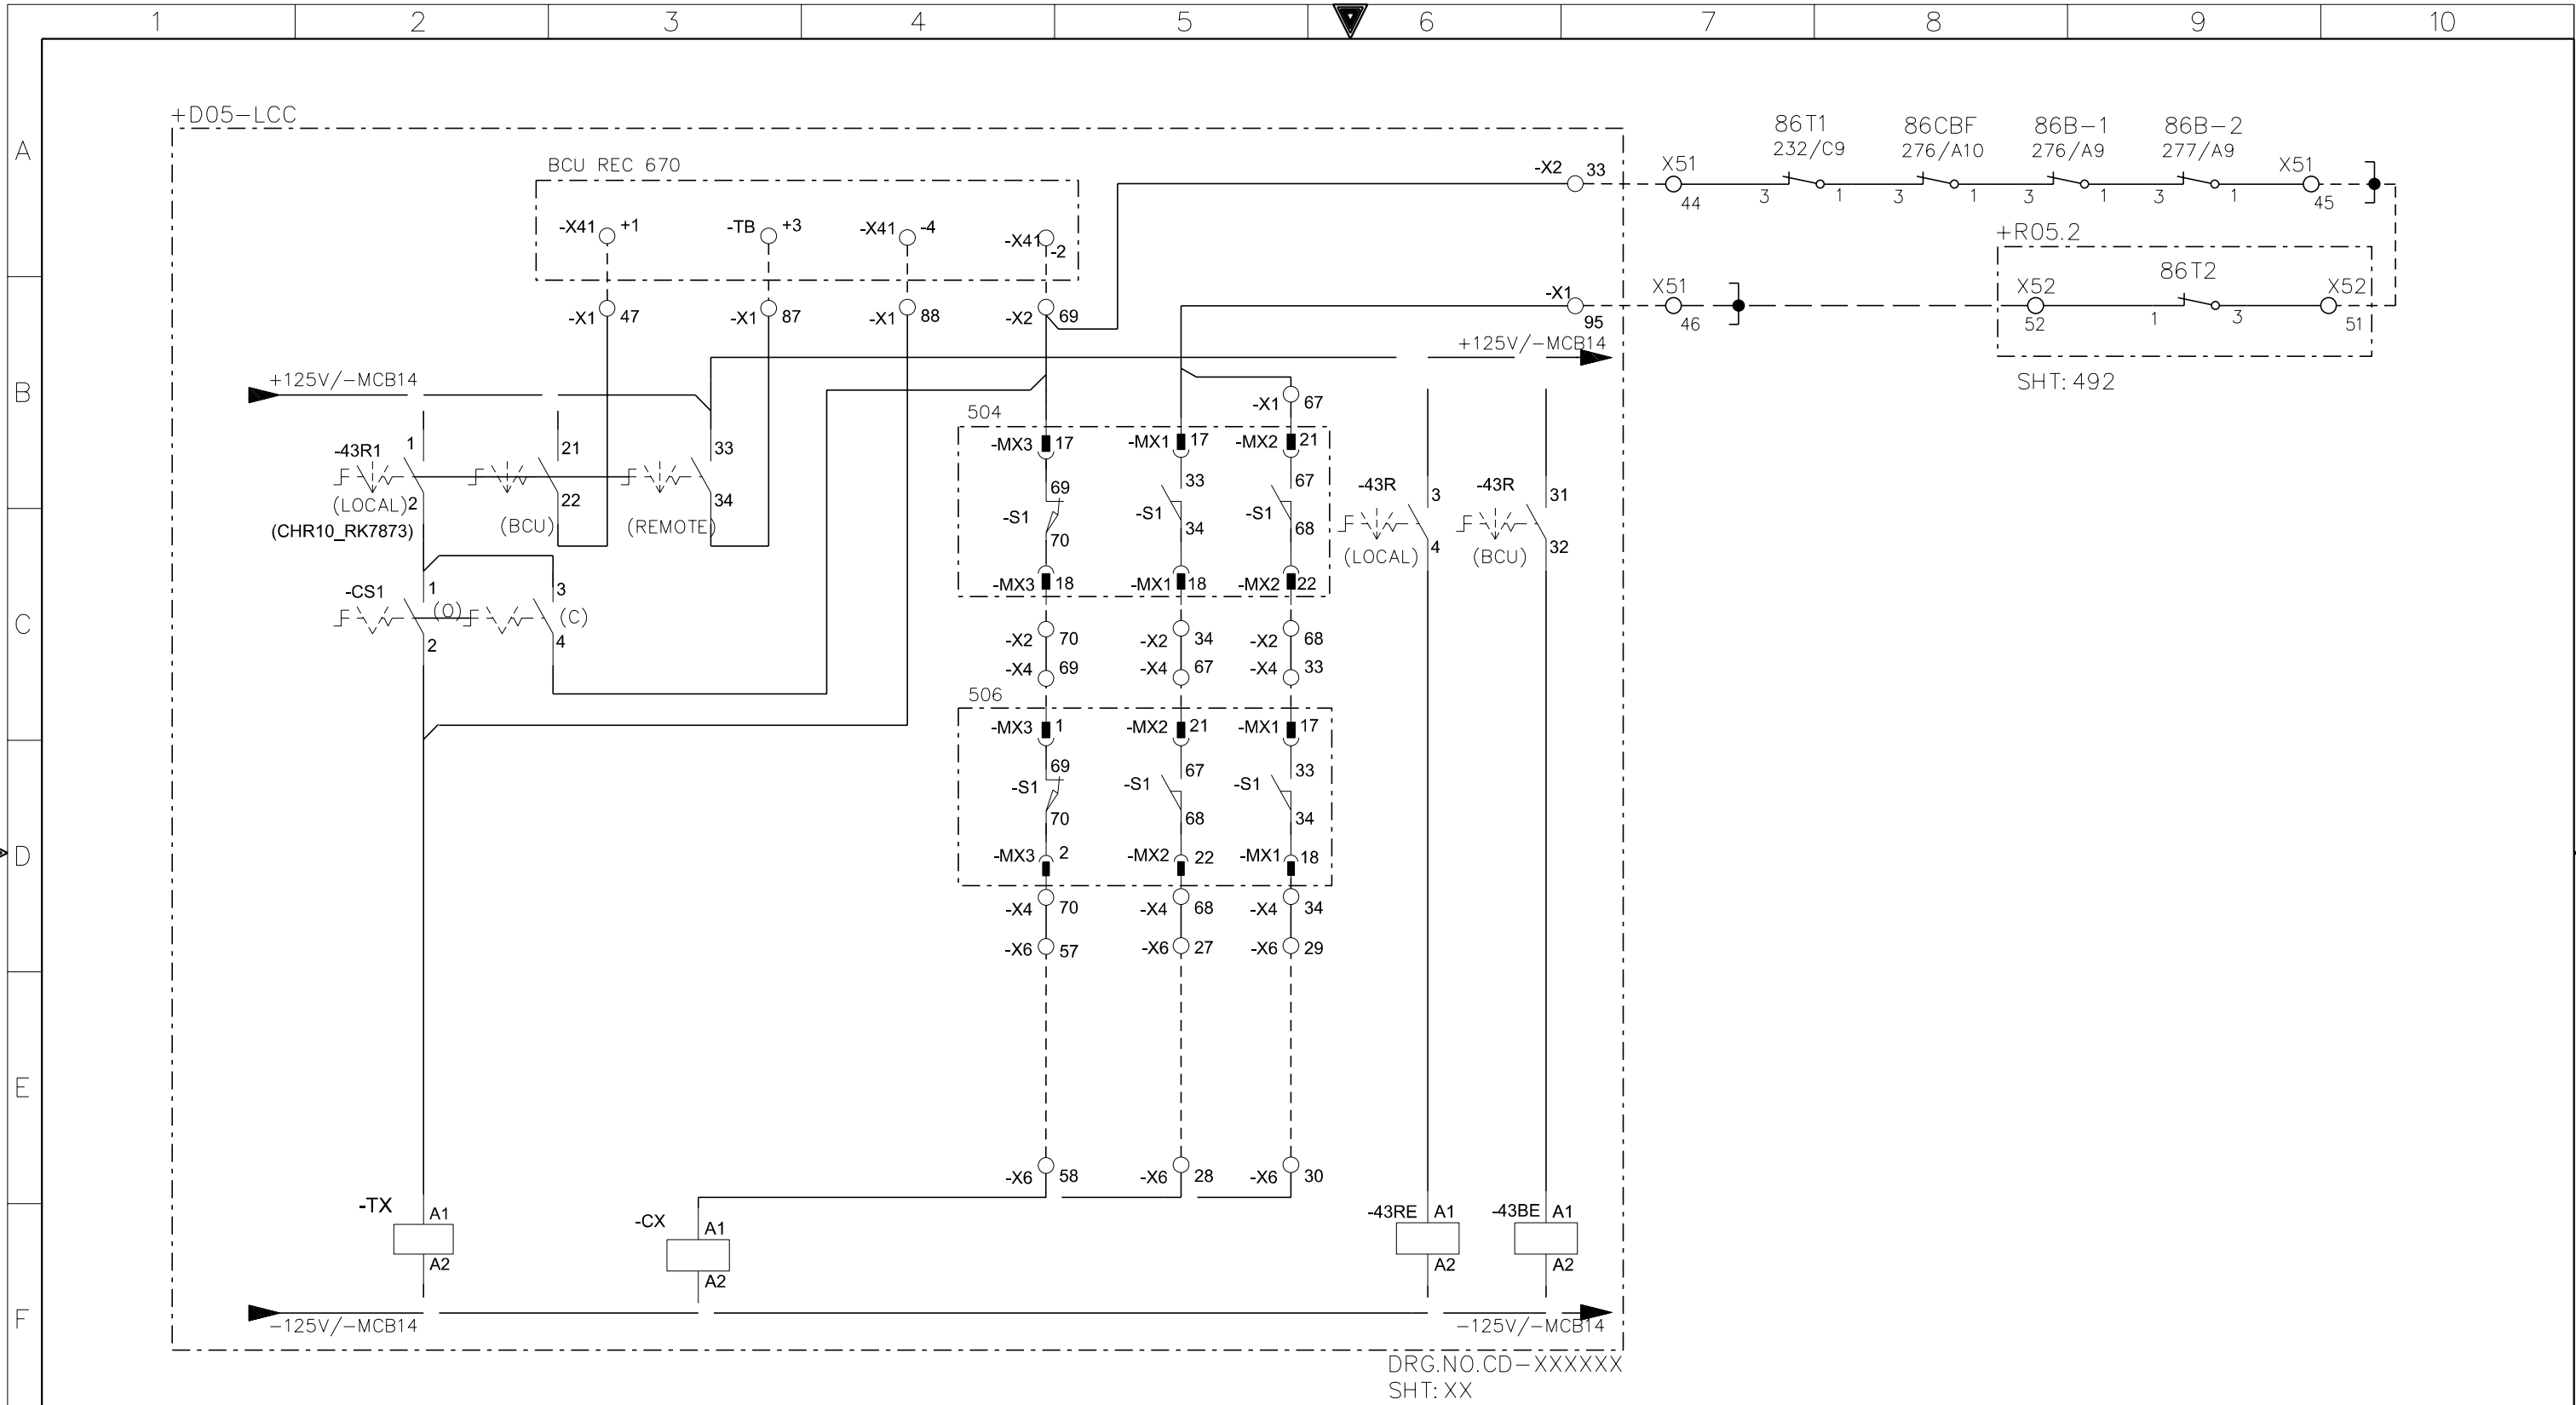 1 2 3 4 5 6 7 8 9 10
+D05-LCC
A
BCU REC 670
-X41 +1
-TB +3
-X41 -4
-X41 -2
-X2 33
X51 44
86T1
232/C9
3 1
86CBF
276/A10
3 1
86B-1
276/A9
3 1
86B-2
277/A9
3 1
X51 45
+R05.2
86T2
X52 52
1 3
X52 51
SHT: 492
-X1 47
-X1 87
-X1 88
-X2 69
-X1 95
X51 46
+125V/-MCB14
B
+125V/-MCB14
-X1 67
504
-43R1
1
(LOCAL) 2
(CHR10_RK7873)
21
22
(BCU)
33
34
(REMOTE)
-MX3 17
-MX1 17
-MX2 21
69
-S1
70
33
-S1
34
67
-S1
68
-MX3 18
-MX1 18
-MX2 22
-43R 3
(LOCAL) 4
-43R 31
(BCU) 32
C
-CS1
1
(O)
2
3
(C)
4
-X2 70
-X2 34
-X2 68
-X4 69
-X4 67
-X4 33
506
-MX3 1
-MX2 21
-MX1 17
69
-S1
70
67
-S1
68
33
-S1
34
D
-MX3 2
-MX2 22
-MX1 18
-X4 70
-X4 68
-X4 34
-X6 57
-X6 27
-X6 29
E
-X6 58
-X6 28
-X6 30
-TX A1
A2
-CX A1
A2
-43RE A1
A2
-43BE A1
A2
F
-125V/-MCB14
-125V/-MCB14
DRG.NO.CD-XXXXXX
SHT: XX